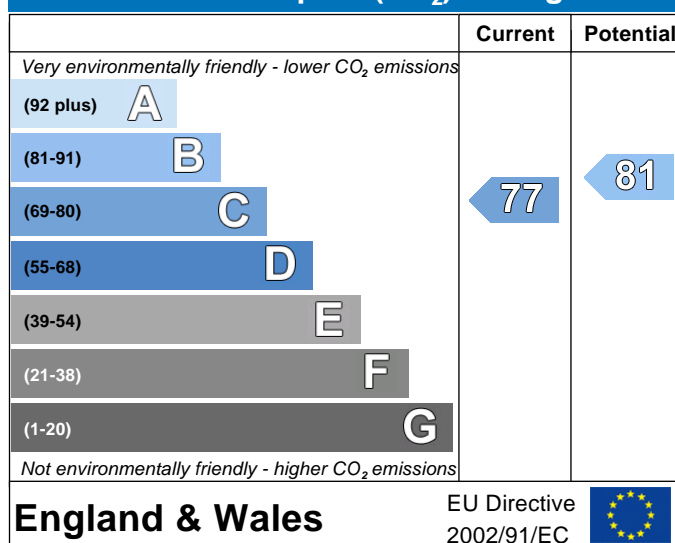 Current Potential
Very environmentally friendly - lower CO₂ emissions
(92 plus) A
(81-91) B
81
(69-80) C
77
(55-68) D
(39-54) E
(21-38) F
(1-20) G
Not environmentally friendly - higher CO₂ emissions
England & Wales
EU Directive
2002/91/EC